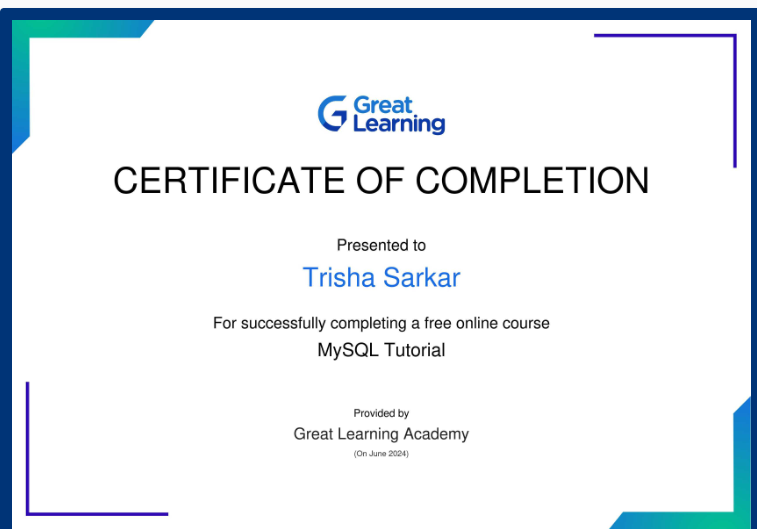 Great
Learning
CERTIFICATE OF COMPLETION
Presented to
Trisha Sarkar
For successfully completing a free online course
MySQL Tutorial
Provided by
Great Learning Academy
(On June 2024)